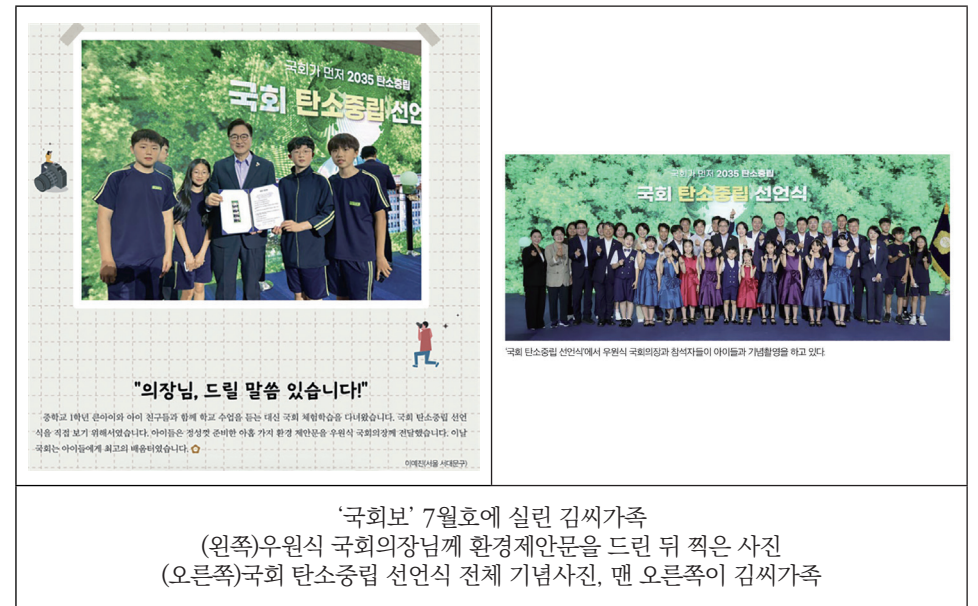 국회가 먼저 2035 탄소중립
국회 탄소중립 선언
"의장님, 드릴 말씀 있습니다!"
중학교 1학년 큰아이와 아이 친구들과 함께 학교 수업을 듣는 대신 국회 체험학습을 다녀왔습니다. 국회 탄소중립 선언
식을 직접 보기 위해서였습니다. 아이들은 정성껏 준비한 아홉 가지 환경 제안문을 우원식 국회의장께 전달했습니다. 이날
국회는 아이들에게 최고의 배움터였습니다.
이예진(서울 서대문구)
국회가 먼저 2035 탄소중립
국회 탄소중립 선언식
'국회 탄소중립 선언식'에서 우원식 국회의장과 참석자들이 아이들과 기념촬영을 하고 있다.
‘국회보’ 7월호에 실린 김씨가족
(왼쪽)우원식 국회의장님께 환경제안문을 드린 뒤 찍은 사진
(오른쪽)국회 탄소중립 선언식 전체 기념사진, 맨 오른쪽이 김씨가족